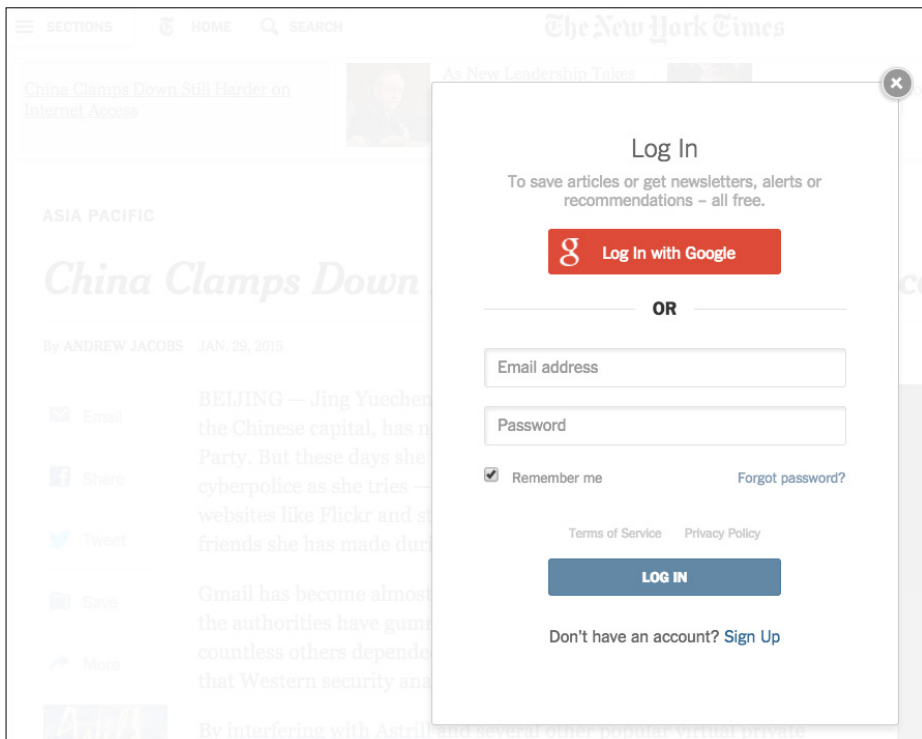 SECTIONS HOME SEARCH The New York Times
China Clamps Down Still Harder on
Internet Access
As New Leadership Takes
Log In
To save articles or get newsletters, alerts or
recommendations – all free.
g Log In with Google
OR
Email address
Password
Remember me Forgot password?
Terms of Service Privacy Policy
LOG IN
Don't have an account? Sign Up
ASIA PACIFIC
China Clamps Down
By ANDREW JACOBS JAN. 29, 2015
Email
Share
Tweet
Save
More
BEIJING — Jing Yuechen
the Chinese capital, has n
Party. But these days she
cyberpolice as she tries —
websites like Flickr and st
friends she has made duri
Gmail has become almost
the authorities have gum
countless others depende
that Western security ana
By interfering with Astrill and several other popular virtual private